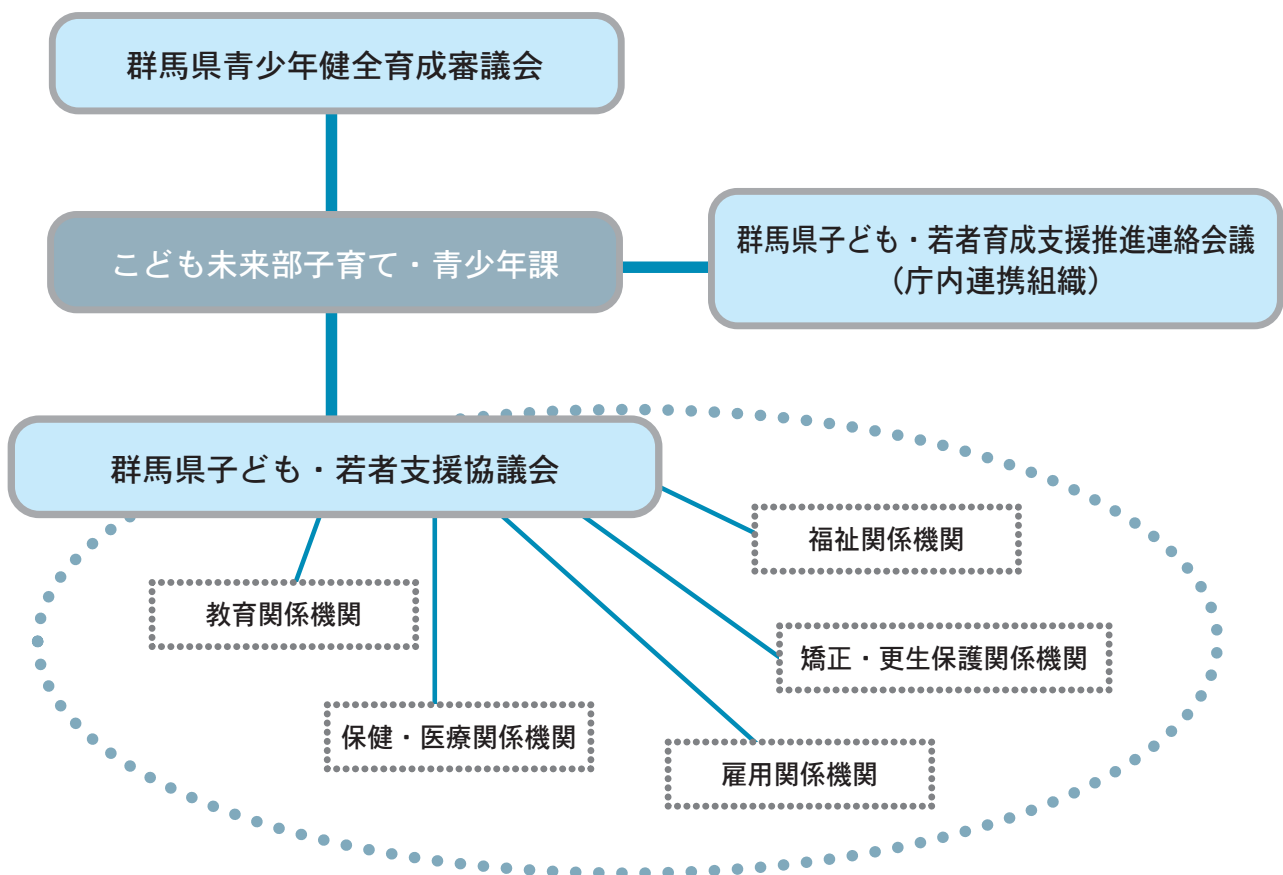 群馬県青少年健全育成審議会
こども未来部子育て・青少年課
群馬県子ども・若者育成支援推進連絡会議
（庁内連携組織）
群馬県子ども・若者支援協議会
福祉関係機関
教育関係機関
矯正・更生保護関係機関
保健・医療関係機関
雇用関係機関